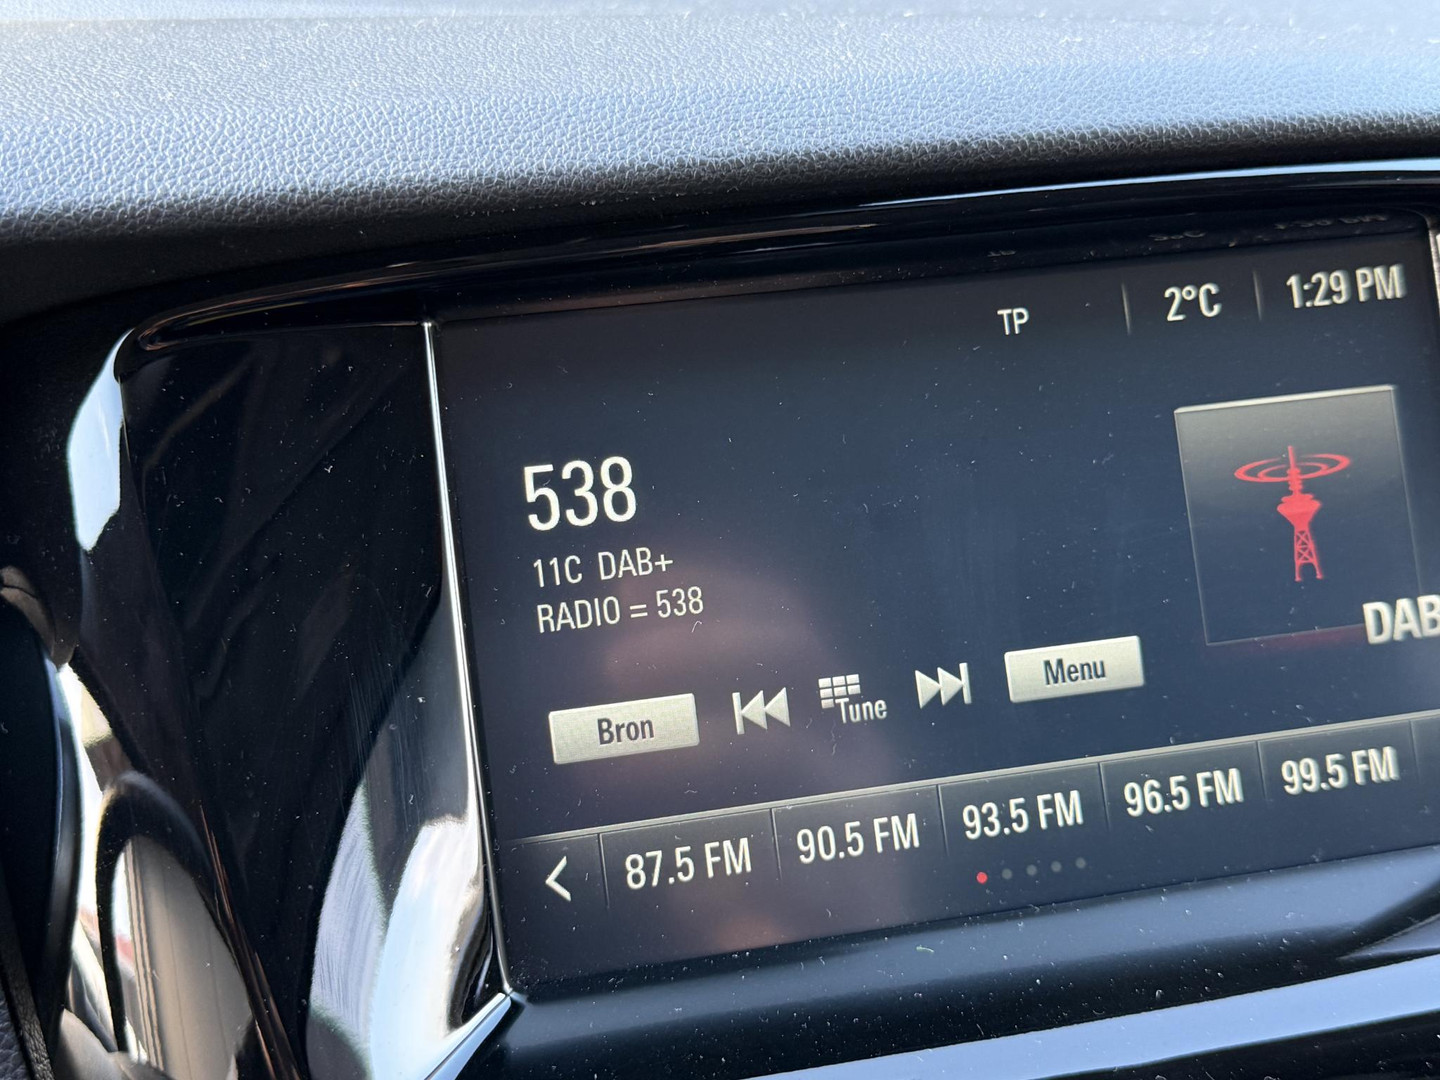 TP 2°C 1:29 PM
538
11C DAB+
RADIO = 538
DAB
Bron Tune Menu
87.5 FM 90.5 FM 93.5 FM 96.5 FM 99.5 FM